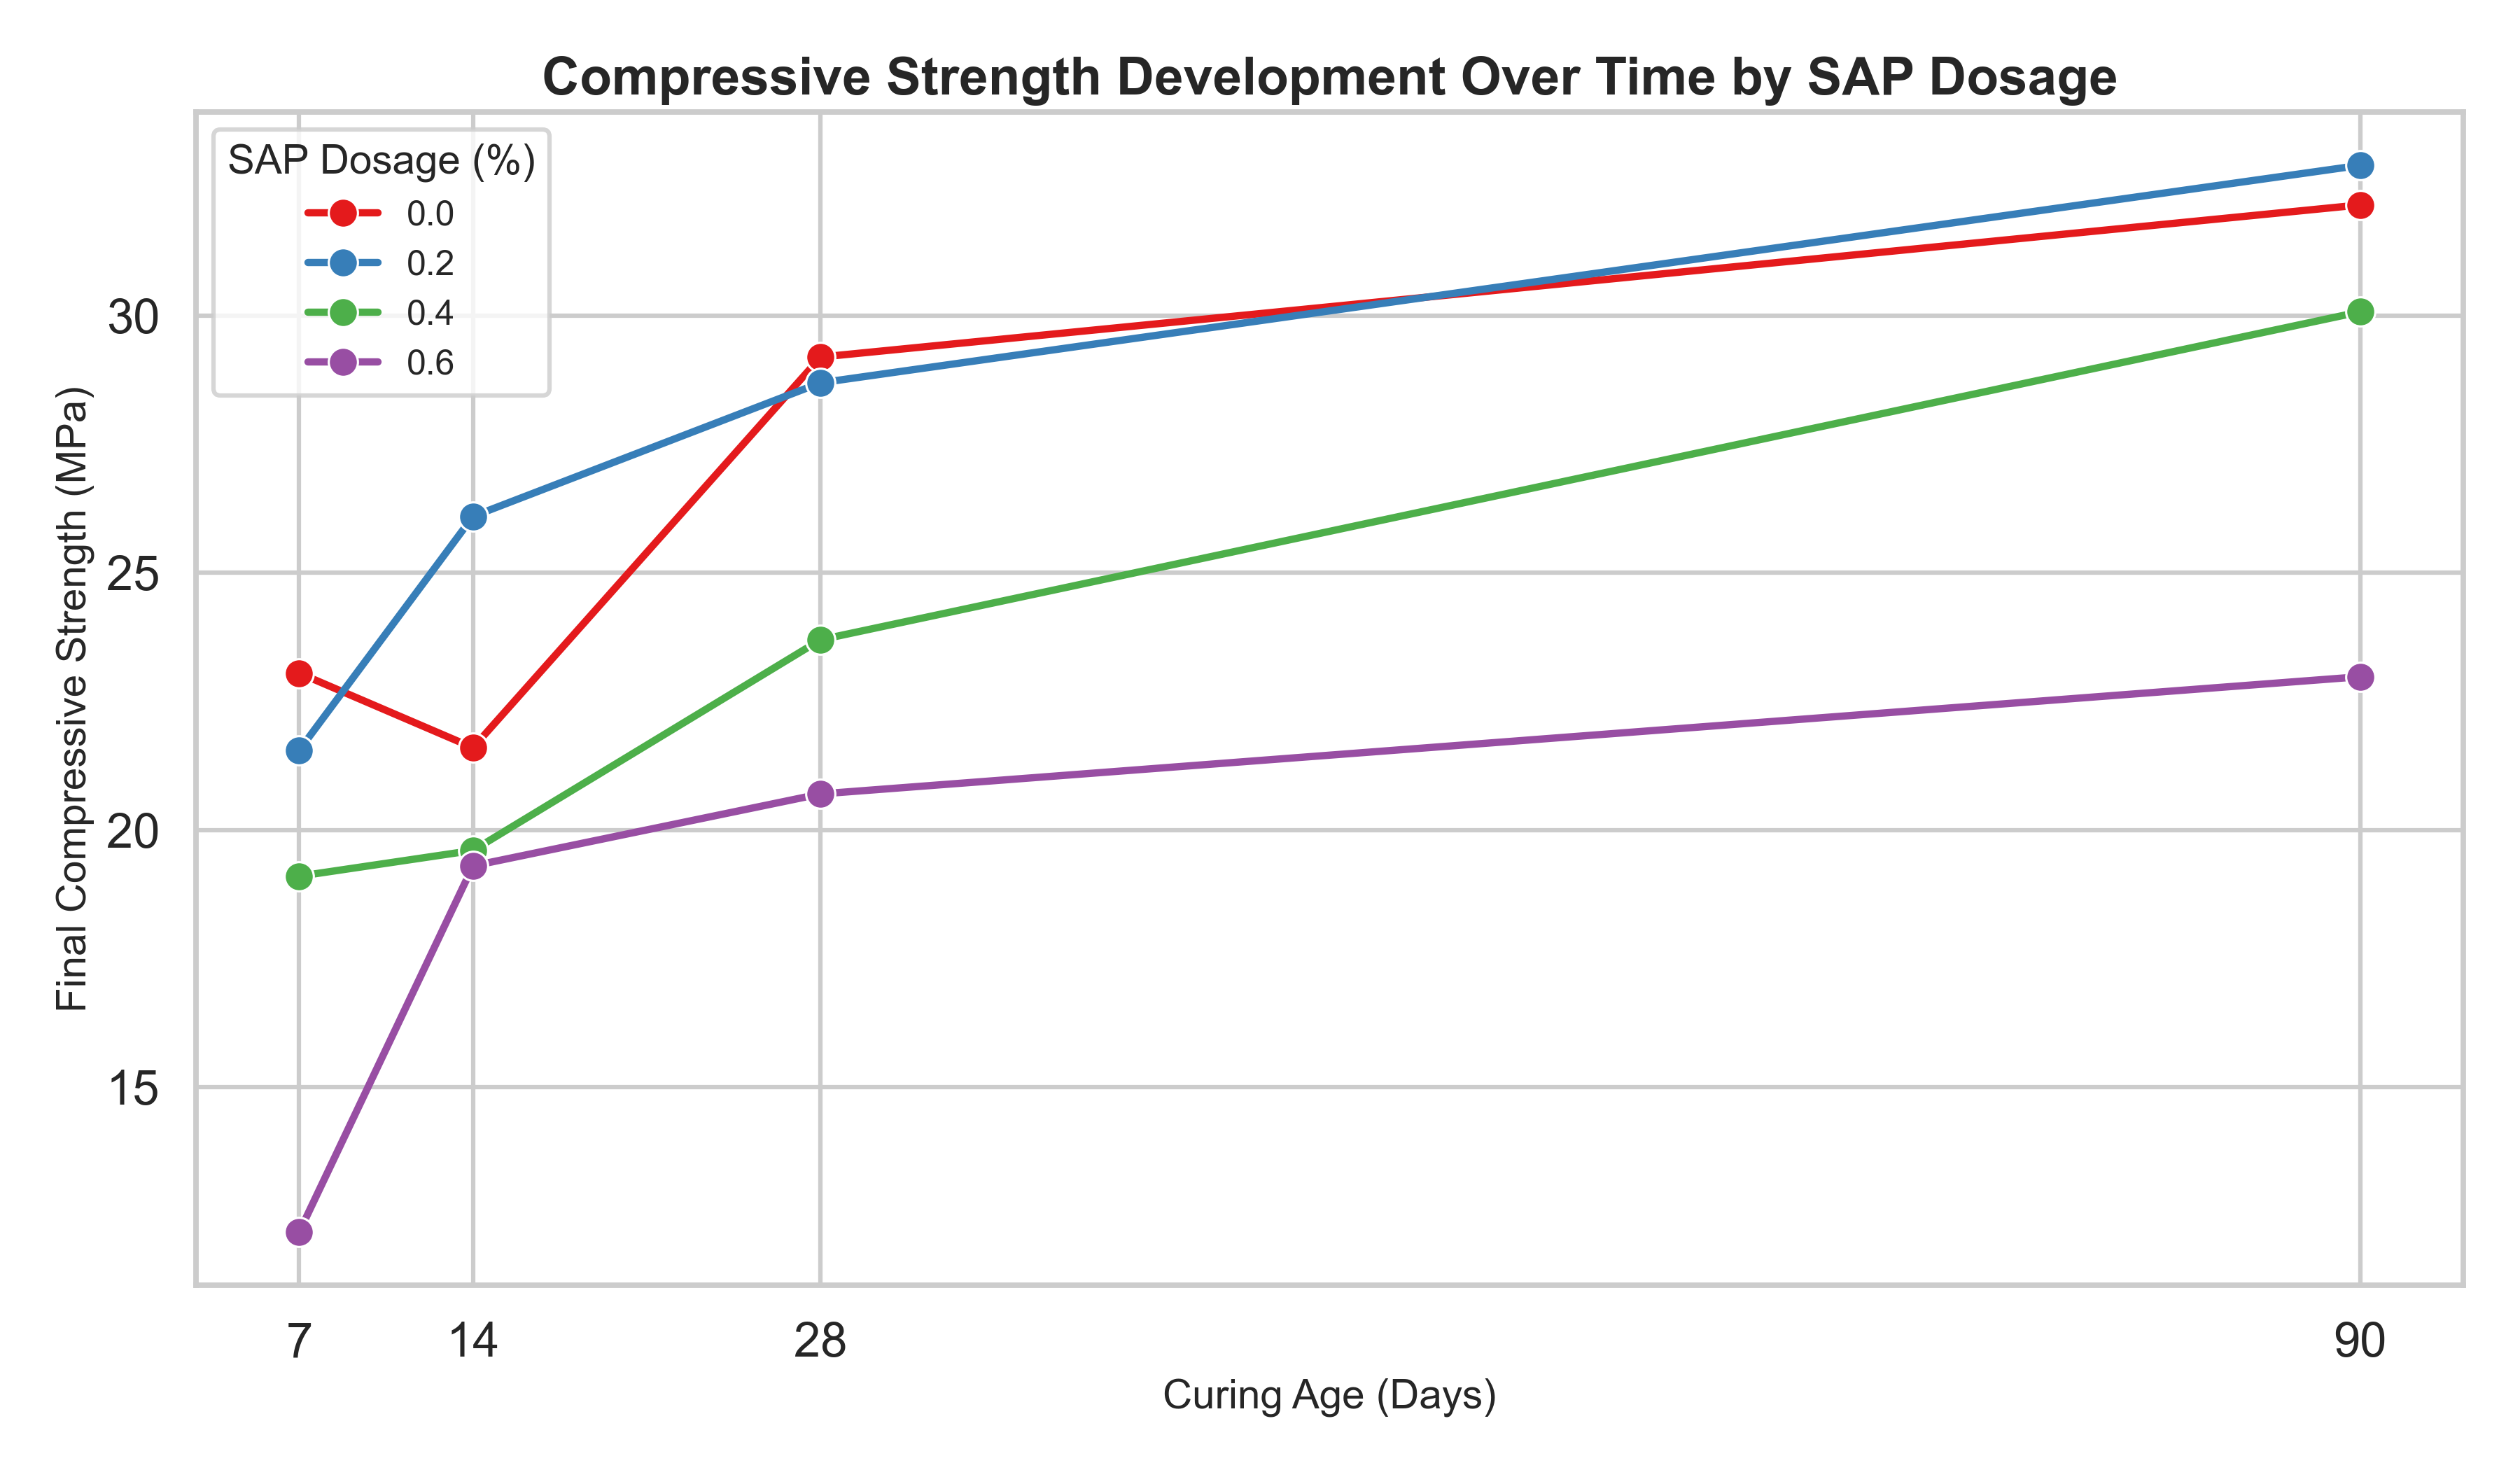 Compressive Strength Development Over Time by SAP Dosage
SAP Dosage (%)
0.0
0.2
0.4
0.6
Final Compressive Strength (MPa)
30
25
20
15
7 14 28 90
Curing Age (Days)